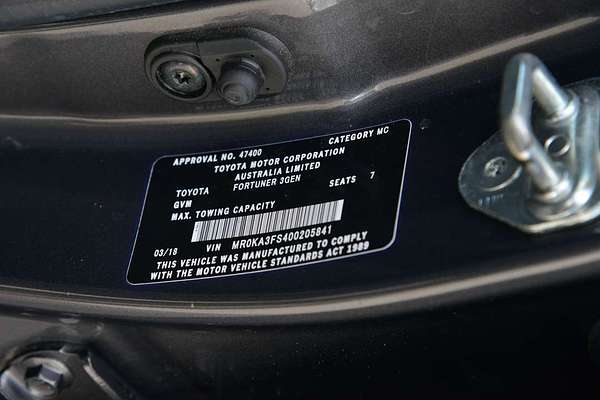 APPROVAL NO. 47400 CATEGORY MC
TOYOTA MOTOR CORPORATION
AUSTRALIA LIMITED
TOYOTA FORTUNER 3GEN SEATS 7
GVM
MAX. TOWING CAPACITY
03/18 VIN MR0KA3FS400205841
THIS VEHICLE WAS MANUFACTURED TO COMPLY
WITH THE MOTOR VEHICLE STANDARDS ACT 1989